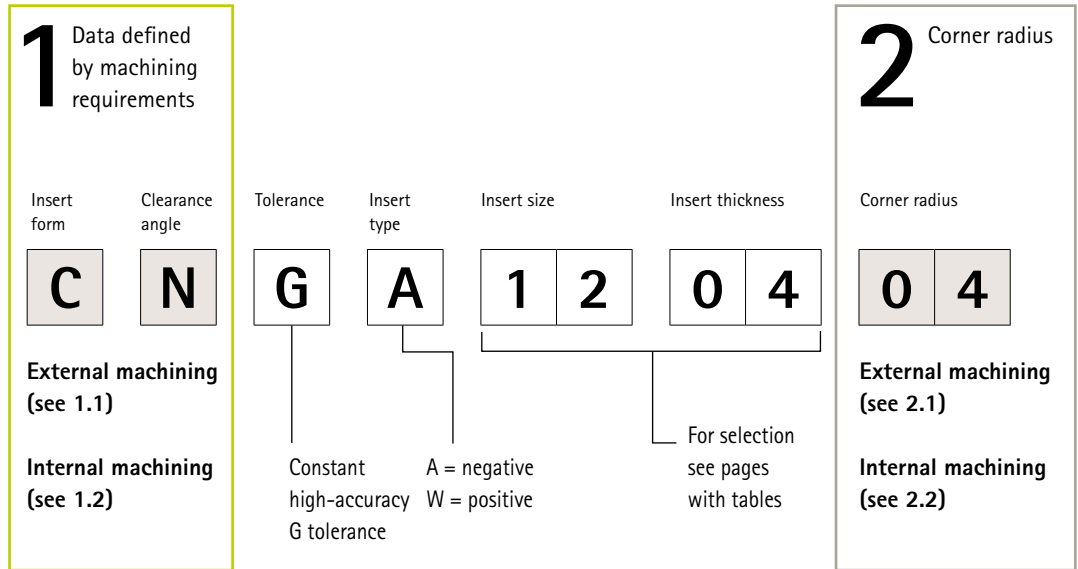 1
Data defined
by machining
requirements
2
Corner radius
Insert
form
Clearance
angle
Tolerance
Insert
type
Insert size
Insert thickness
Corner radius
C N G A 1 2 0 4 0 4
External machining
(see 1.1)
Internal machining
(see 1.2)
Constant
high-accuracy
G tolerance
A = negative
W = positive
For selection
see pages
with tables
External machining
(see 2.1)
Internal machining
(see 2.2)